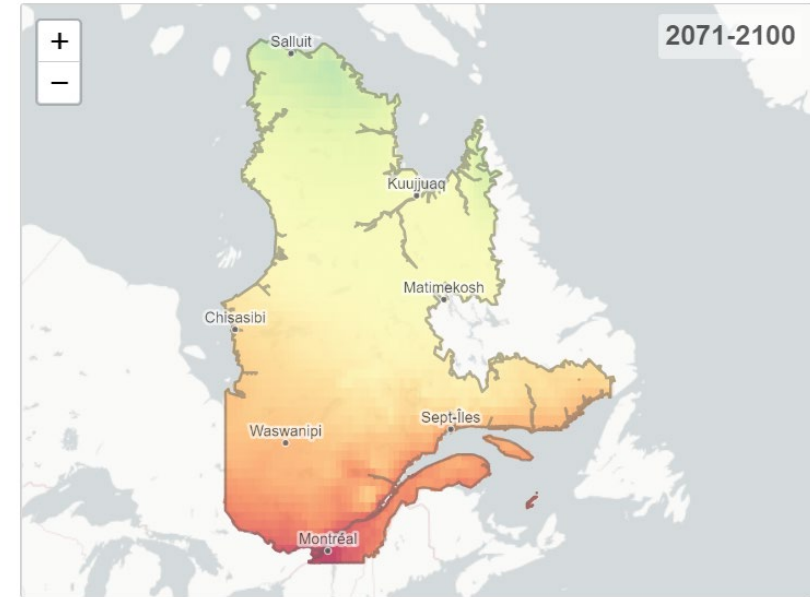 +
−
2071-2100
Salluit
Kuujjuaq
Matimekosh
Chisasibi
Sept-Îles
Waswanipi
Montréal